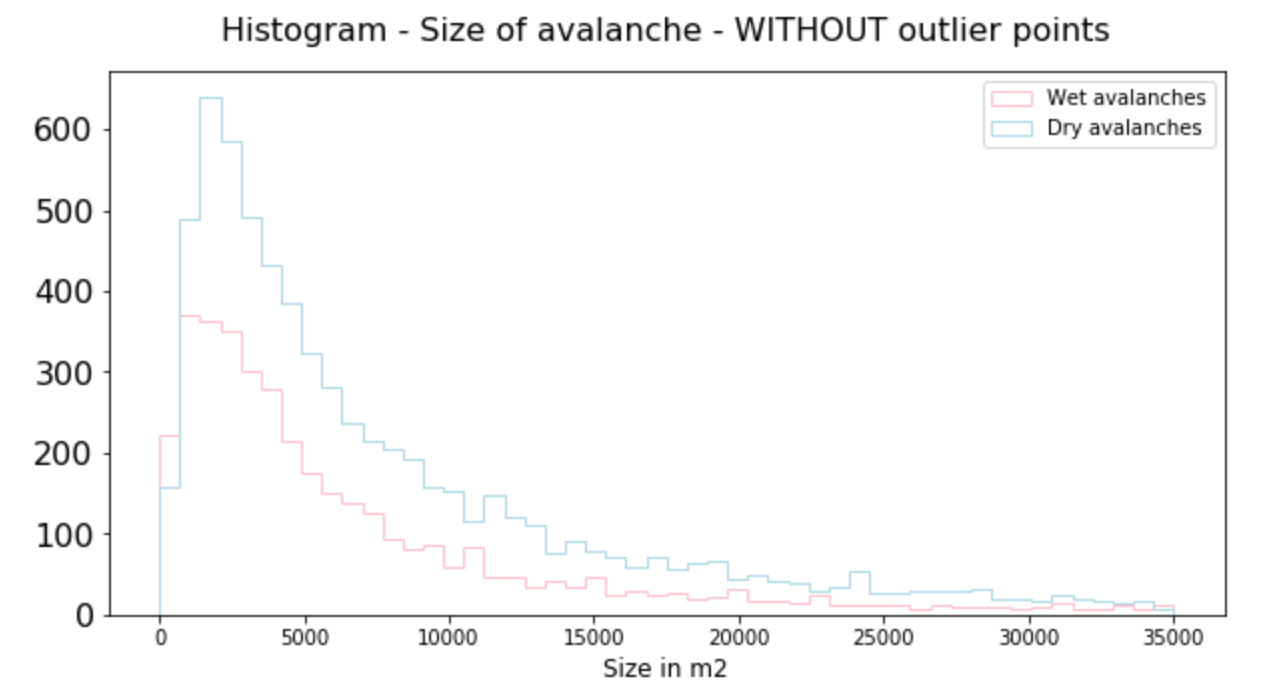 Histogram - Size of avalanche - WITHOUT outlier points
Wet avalanches
Dry avalanches
600
500
400
300
200
100
0
0 5000 10000 15000 20000 25000 30000 35000
Size in m2